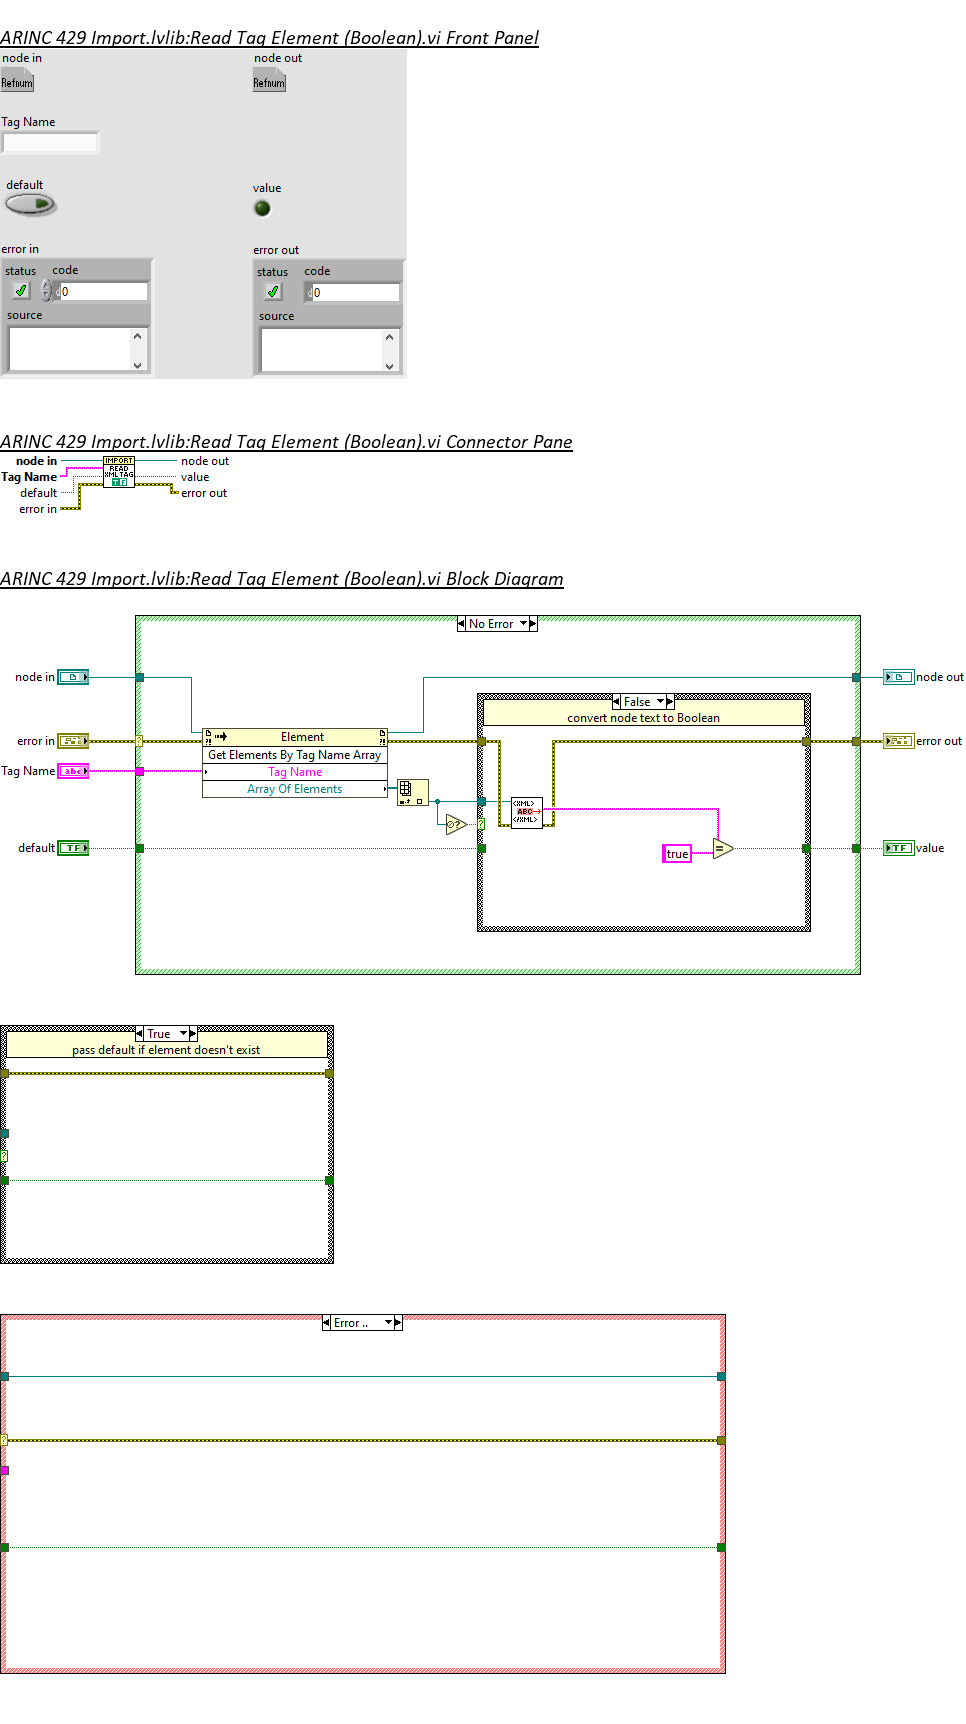 ARINC 429 Import.lvlib:Read Tag Element (Boolean).vi Front Panel
node in
node out
Refnum
Refnum
Tag Name
default
value
error in
error out
status code
status code
0
0
source
source
ARINC 429 Import.lvlib:Read Tag Element (Boolean).vi Connector Pane
node in
IMPORT
node out
Tag Name
READ
XML TAG
value
default
TF
error out
error in
ARINC 429 Import.lvlib:Read Tag Element (Boolean).vi Block Diagram
No Error
node in
node out
False
convert node text to Boolean
error in
Element
error out
Get Elements By Tag Name Array
Tag Name
abc
Tag Name
Array Of Elements
<XML>
ABC
</XML>
?
default
TF
true
=
TF
value
True
pass default if element doesn't exist
?
Error ..
?